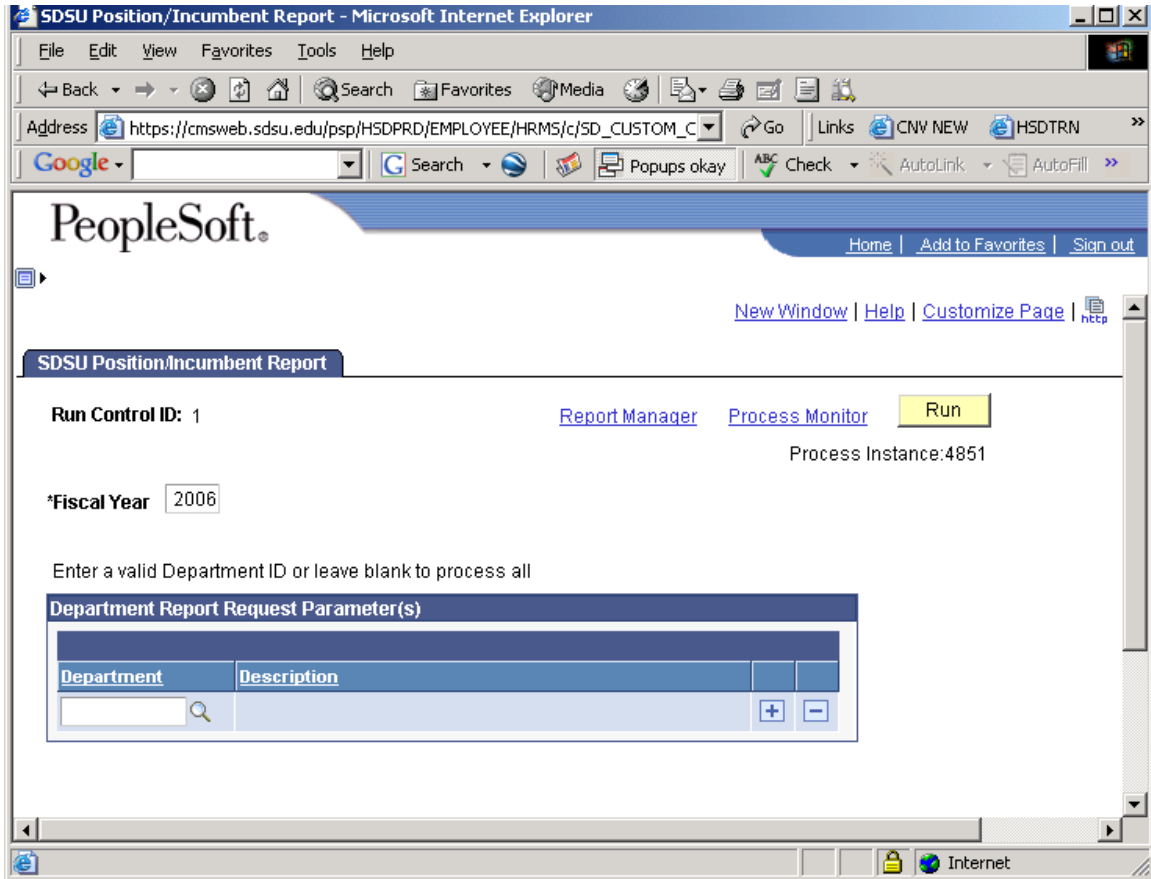 SDSU Position/Incumbent Report - Microsoft Internet Explorer
File Edit View Favorites Tools Help
Back Search Favorites Media
Address https://cmsweb.sdsu.edu/psp/HSDPRD/EMPLOYEE/HRMS/c/SD_CUSTOM_C Go Links CNV NEW HSDTRN »
Google Search Popups okay ABC Check AutoLink AutoFill »
PeopleSoft®
Home | Add to Favorites | Sign out
New Window | Help | Customize Page | http
SDSU Position/Incumbent Report
Run Control ID: 1 Report Manager Process Monitor Run
Process Instance:4851
*Fiscal Year 2006
Enter a valid Department ID or leave blank to process all
Department Report Request Parameter(s)
Department Description
Internet